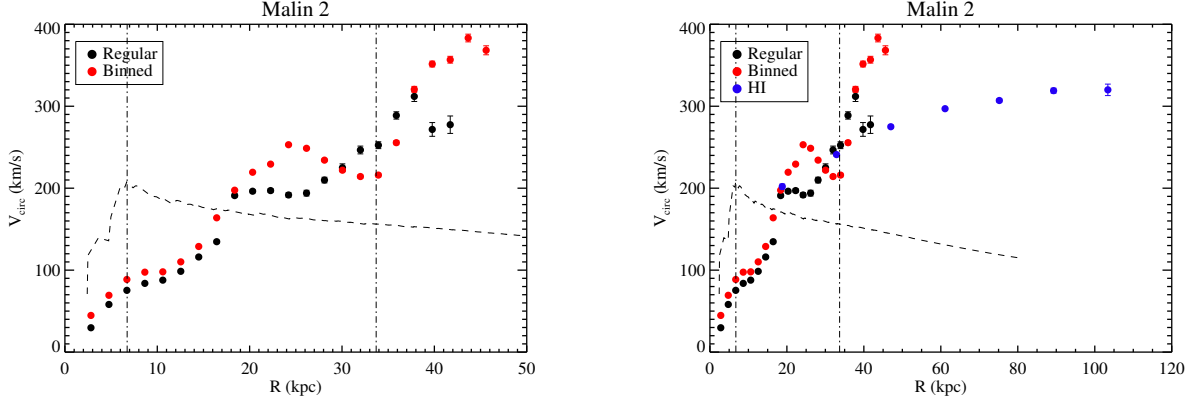 Malin 2
Regular
Binned
V_circ (km/s)
400
300
200
100
0
0 10 20 30 40 50
R (kpc)
Malin 2
Regular
Binned
HI
V_circ (km/s)
400
300
200
100
0
0 20 40 60 80 100 120
R (kpc)